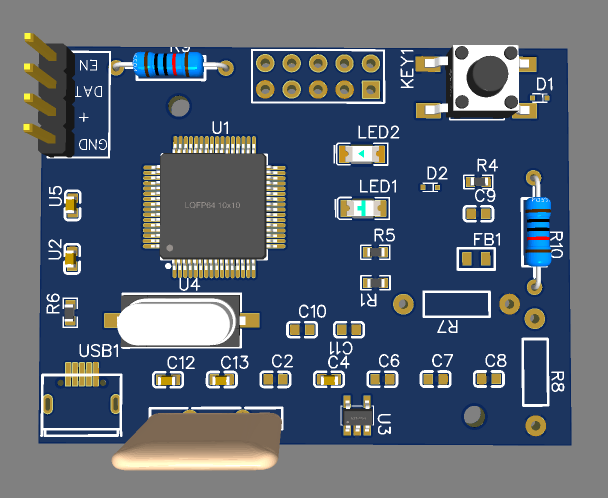 R9
EN
DAT
+
GND
KEY1
D1
U1
LED2
LQFP64 10x10
LED1
D2
R4
C9
U5
R5
FB1
R10
U2
U4
R1
R6
C10
C11
R7
USB1
C12
C13
C2
C4
C6
C7
C8
R8
U3